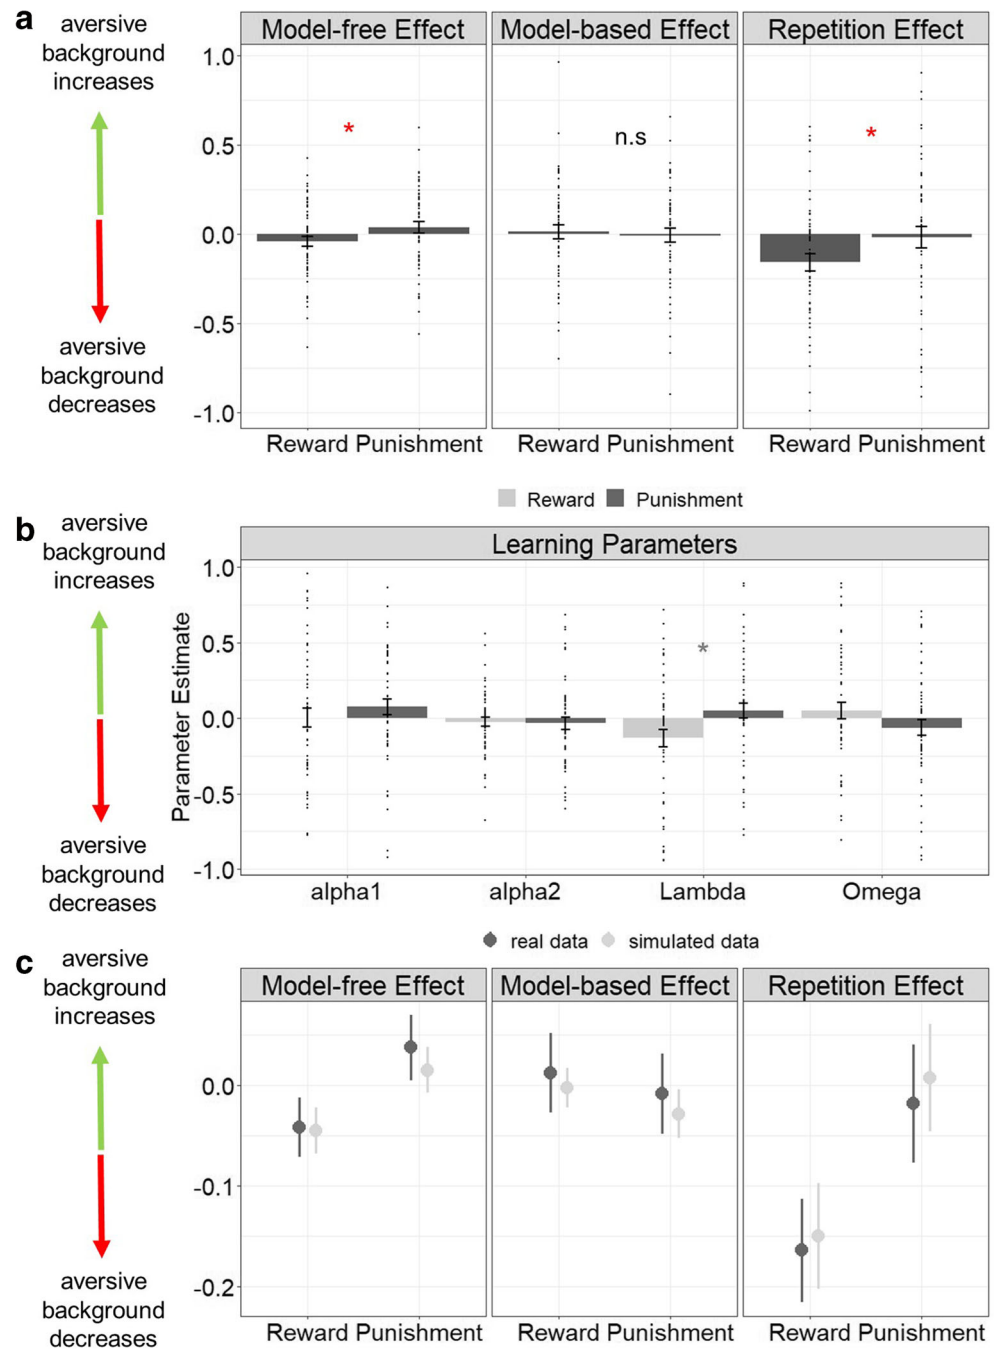 a
aversive
background
increases
aversive
background
decreases
Model-free Effect
Model-based Effect
Repetition Effect
1.0
0.5
0.0
-0.5
-1.0
*
n.s
*
Reward Punishment
Reward Punishment
Reward Punishment
b
aversive
background
increases
aversive
background
decreases
Reward
Punishment
Learning Parameters
Parameter Estimate
1.0
0.5
0.0
-0.5
-1.0
*
alpha1
alpha2
Lambda
Omega
c
aversive
background
increases
aversive
background
decreases
real data
simulated data
Model-free Effect
Model-based Effect
Repetition Effect
0.0
-0.1
-0.2
Reward Punishment
Reward Punishment
Reward Punishment